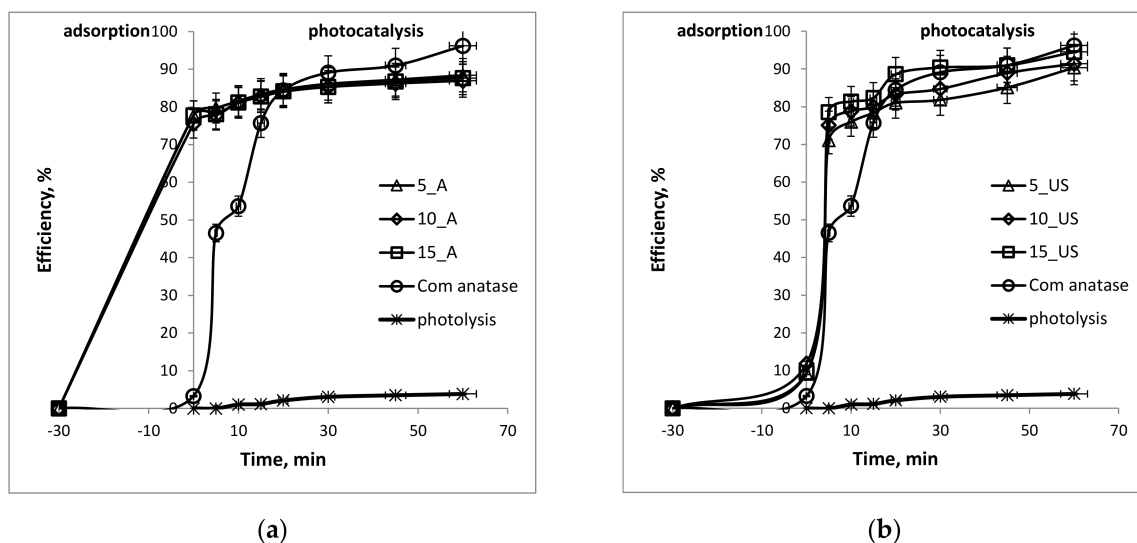 adsorption 100 photocatalysis
90
80
70
60
50
40
30
20
10
0
Efficiency, %
5_A
10_A
15_A
Com anatase
photolysis
-30 -10 10 30 50 70
Time, min
(a)
adsorption 100 photocatalysis
90
80
70
60
50
40
30
20
10
0
Efficiency, %
5_US
10_US
15_US
Com anatase
photolysis
-30 -10 10 30 50 70
Time, min
(b)